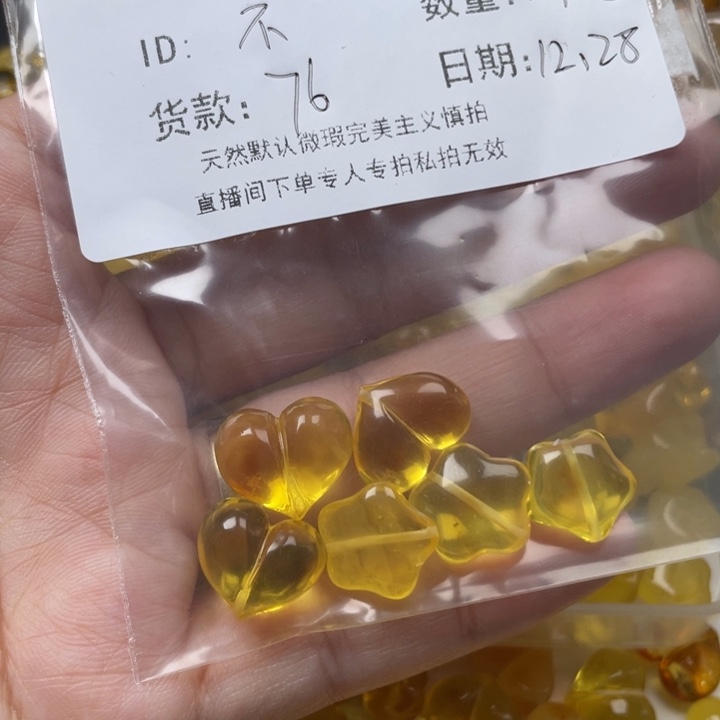 ID: 不
数量:
货款: 76
日期: 12、28
天然默认微瑕完美主义慎拍
直播间下单专人专拍私拍无效